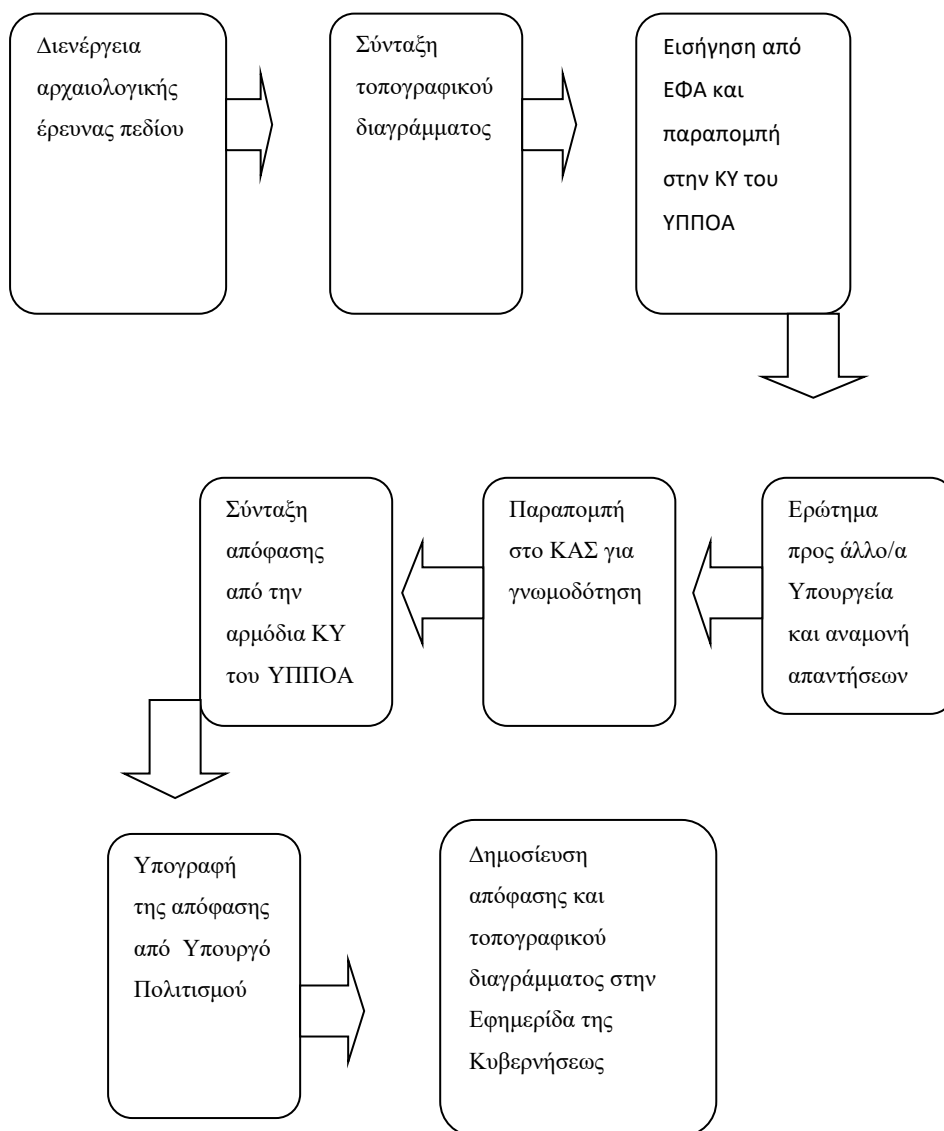 Διενέργεια
αρχαιολογικής
έρευνας πεδίου
Σύνταξη
τοπογραφικού
διαγράμματος
Εισήγηση από
ΕΦΑ και
παραπομπή
στην ΚΥ του
ΥΠΠΟΑ
Ερώτημα
προς άλλο/α
Υπουργεία
και αναμονή
απαντήσεων
Παραπομπή
στο ΚΑΣ για
γνωμοδότηση
Σύνταξη
απόφασης
από την
αρμόδια ΚΥ
του ΥΠΠΟΑ
Υπογραφή
της απόφασης
από Υπουργό
Πολιτισμού
Δημοσίευση
απόφασης και
τοπογραφικού
διαγράμματος στην
Εφημερίδα της
Κυβερνήσεως